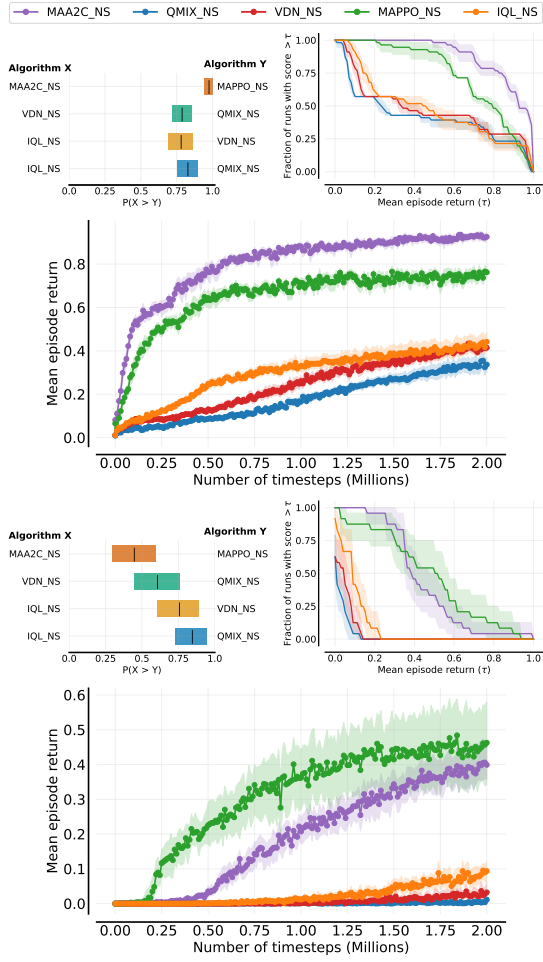 MAA2C_NS QMIX_NS VDN_NS MAPPO_NS IQL_NS
Algorithm X Algorithm Y
MAA2C_NS MAPPO_NS
VDN_NS QMIX_NS
IQL_NS VDN_NS
IQL_NS QMIX_NS
0.0 0.25 0.5 0.75 1.0
P(X > Y)
Fraction of runs with score > τ
1.00
0.75
0.50
0.25
0.00
0.0 0.2 0.4 0.6 0.8 1.0
Mean episode return (τ)
Mean episode return
0.8
0.6
0.4
0.2
0.0
0.00 0.25 0.50 0.75 1.00 1.25 1.50 1.75 2.00
Number of timesteps (Millions)
Algorithm X Algorithm Y
MAA2C_NS MAPPO_NS
VDN_NS QMIX_NS
IQL_NS VDN_NS
IQL_NS QMIX_NS
0.0 0.25 0.5 0.75 1.0
P(X > Y)
Fraction of runs with score > τ
1.00
0.75
0.50
0.25
0.00
0.0 0.2 0.4 0.6 0.8 1.0
Mean episode return (τ)
Mean episode return
0.6
0.5
0.4
0.3
0.2
0.1
0.0
0.00 0.25 0.50 0.75 1.00 1.25 1.50 1.75 2.00
Number of timesteps (Millions)